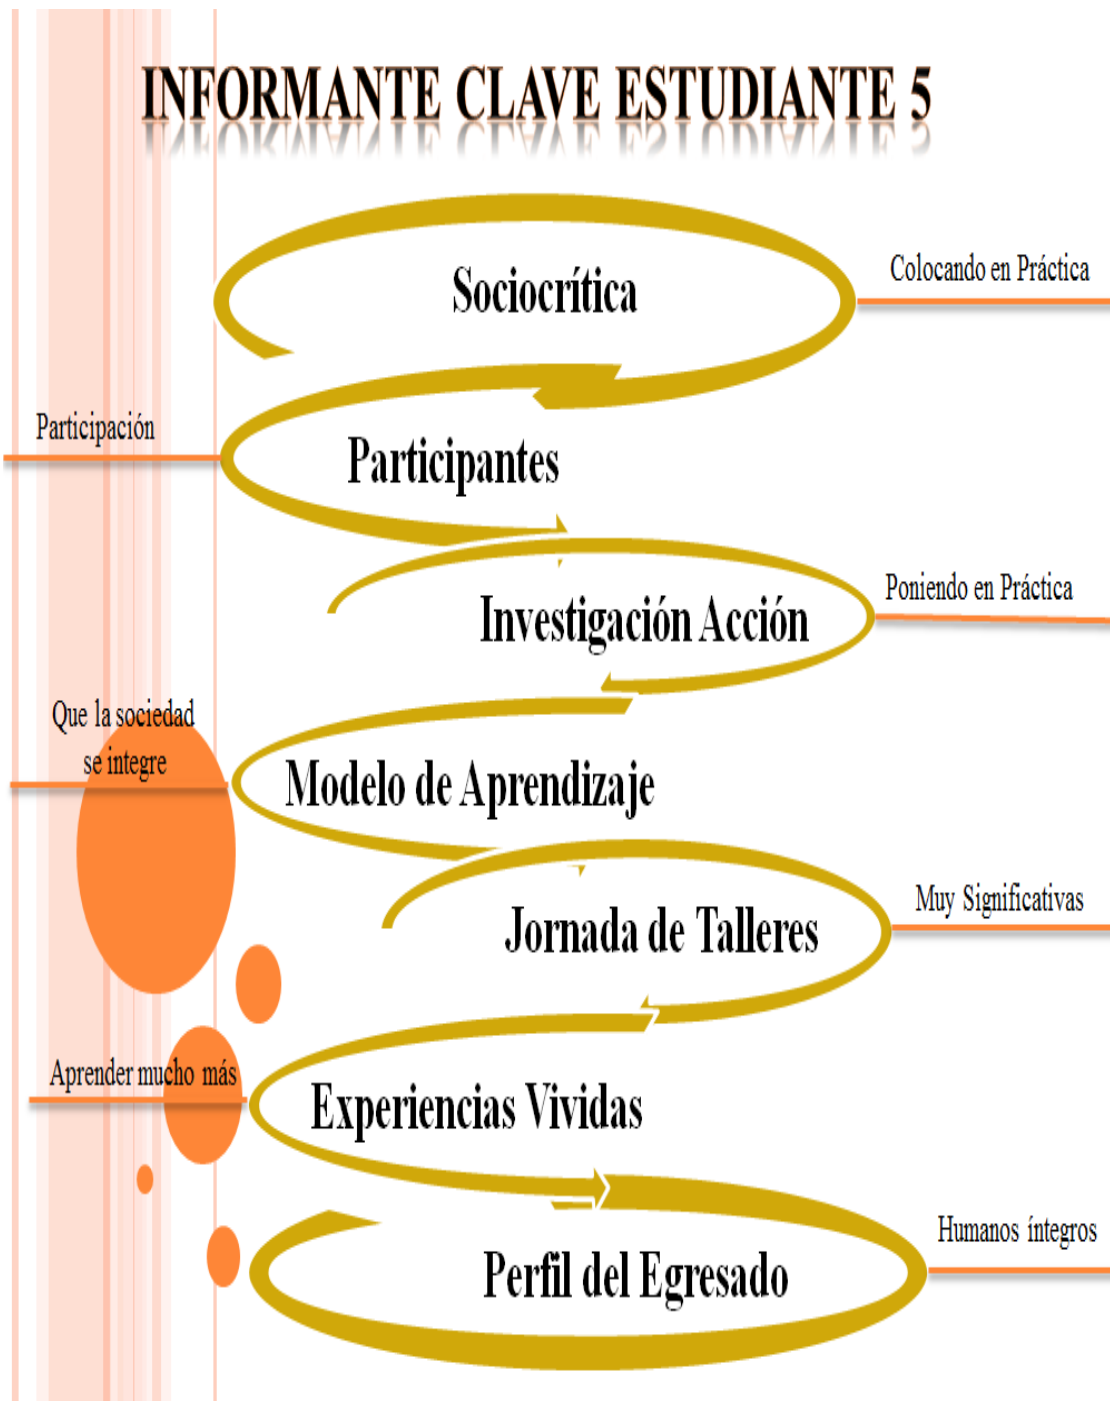 INFORMANTE CLAVE ESTUDIANTE 5
Sociocrítica
Colocando en Práctica
Participación
Participantes
Poniendo en Práctica
Investigación Acción
Que la sociedad
se integre
Modelo de Aprendizaje
Muy Significativas
Jornada de Talleres
Aprender mucho más
Experiencias Vividas
Humanos íntegros
Perfil del Egresado